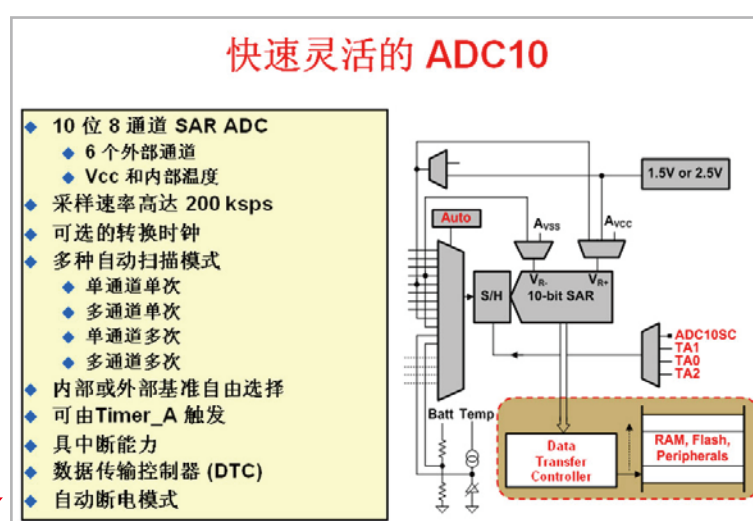 快速灵活的 ADC10
10 位 8 通道 SAR ADC
6 个外部通道
Vcc 和内部温度
采样速率高达 200 ksps
可选的转换时钟
多种自动扫描模式
单通道单次
多通道单次
单通道多次
多通道多次
内部或外部基准自由选择
可由Timer_A 触发
具中断能力
数据传输控制器 (DTC)
自动断电模式
1.5V or 2.5V
Auto
AVSS
AVCC
VR-
VR+
S/H
10-bit SAR
ADC10SC
TA1
TA0
TA2
Batt Temp
Data
Transfer
Controller
RAM, Flash,
Peripherals